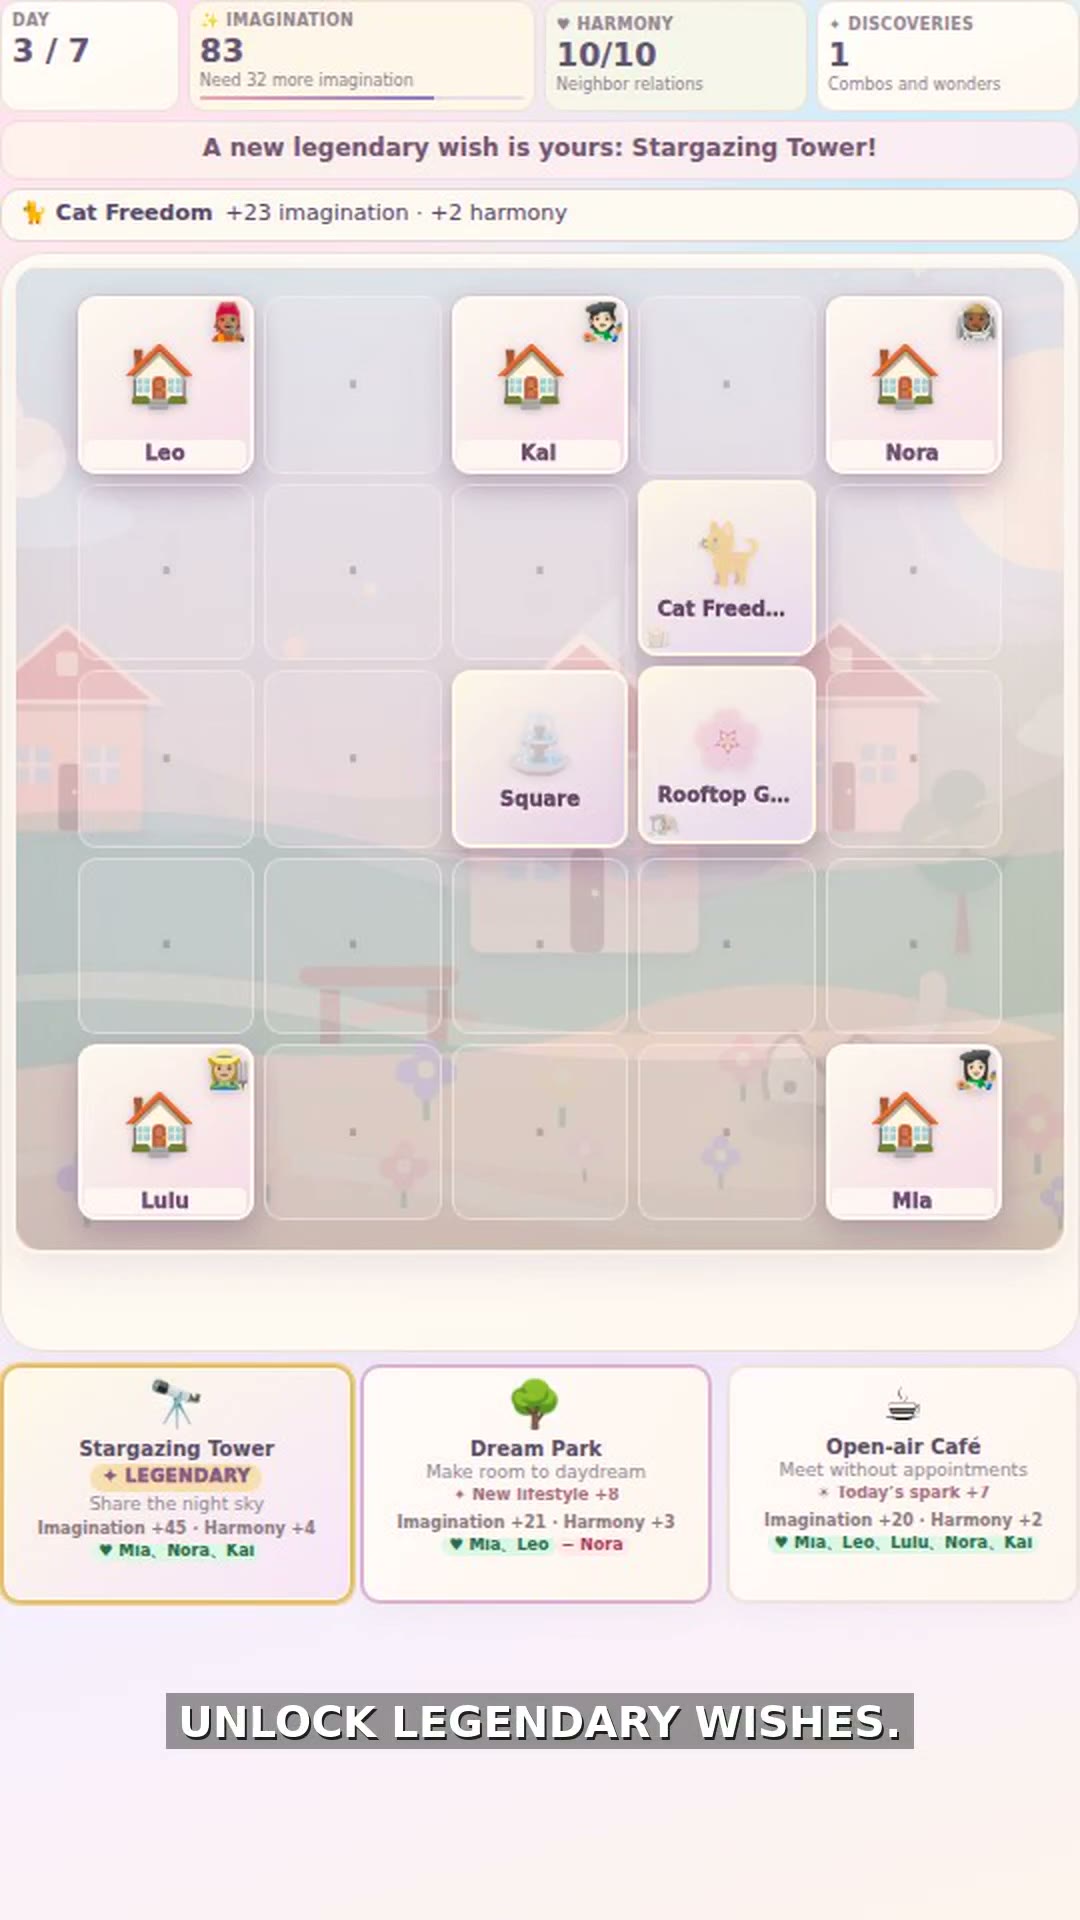 DAY
3 / 7
✨ IMAGINATION
83
Need 32 more imagination
♥ HARMONY
10/10
Neighbor relations
✦ DISCOVERIES
1
Combos and wonders
A new legendary wish is yours: Stargazing Tower!
Cat Freedom +23 imagination · +2 harmony
Leo
Kai
Nora
Cat Freed...
Square
Rooftop G...
Lulu
Mia
Stargazing Tower
✦ LEGENDARY
Share the night sky
Imagination +45 · Harmony +4
♥ Mia、Nora、Kai
Dream Park
Make room to daydream
✦ New lifestyle +8
Imagination +21 · Harmony +3
♥ Mia、Leo − Nora
Open-air Café
Meet without appointments
☀ Today's spark +7
Imagination +20 · Harmony +2
♥ Mia、Leo、Lulu、Nora、Kai
UNLOCK LEGENDARY WISHES.